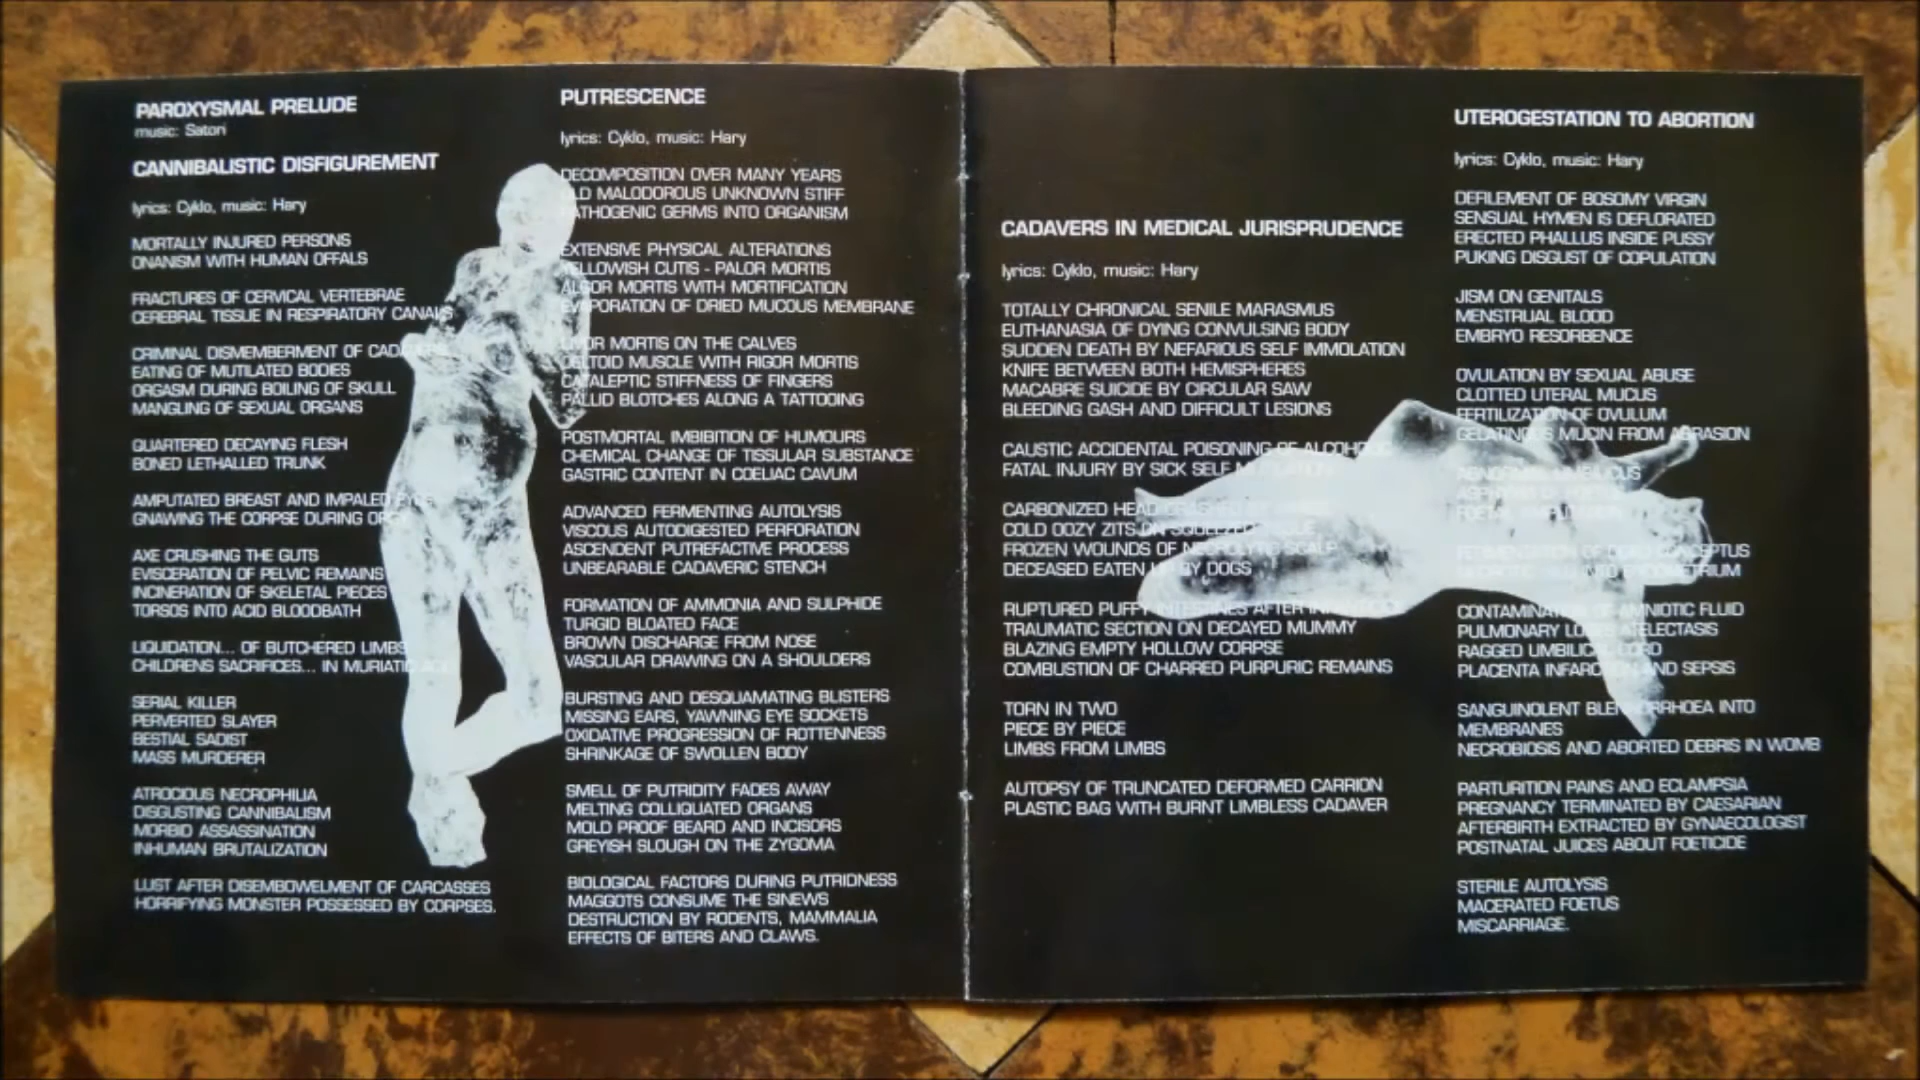 PAROXYSMAL PRELUDE
music: Satori
CANNIBALISTIC DISFIGUREMENT
lyrics: Cyklo, music: Hary
MORTALLY INJURED PERSONS
ONANISM WITH HUMAN OFFALS
FRACTURES OF CERVICAL VERTEBRAE
CEREBRAL TISSUE IN RESPIRATORY CANALS
CRIMINAL DISMEMBERMENT OF
EATING OF MUTILATED BODIES
ORGASM DURING BOILING OF SKULL
MANGLING OF SEXUAL ORGANS
QUARTERED DECAYING FLESH
BONED LETHALLED TRUNK
AMPUTATED BREAST AND IMPALED
GNAWING THE CORPSE DURING
AXE CRUSHING THE GUTS
EVISCERATION OF PELVIC REMAINS
INCINERATION OF SKELETAL PIECES
TORSOS INTO ACID BLOODBATH
LIQUIDATION... OF BUTCHERED LIMBS
CHILDRENS SACRIFICES... IN MURIATIC
SERIAL KILLER
PERVERTED SLAYER
BESTIAL SADIST
MASS MURDERER
ATROCIOUS NECROPHILIA
DISGUSTING CANNIBALISM
MORBID ASSASSINATION
INHUMAN BRUTALIZATION
LUST AFTER DISEMBOWELMENT OF CARCASSES
HORRIFYING MONSTER POSSESSED BY CORPSES.
PUTRESCENCE
lyrics: Cyklo, music: Hary
DECOMPOSITION OVER MANY YEARS
OLD MALODOROUS UNKNOWN STIFF
PATHOGENIC GERMS INTO ORGANISM
EXTENSIVE PHYSICAL ALTERATIONS
YELLOWISH CUTIS - PALOR MORTIS
ALGOR MORTIS WITH MORTIFICATION
EVAPORATION OF DRIED MUCOUS MEMBRANE
LIVOR MORTIS ON THE CALVES
DELTOID MUSCLE WITH RIGOR MORTIS
CATALEPTIC STIFFNESS OF FINGERS
PALLID BLOTCHES ALONG A TATTOOING
POSTMORTAL IMBIBITION OF HUMOURS
CHEMICAL CHANGE OF TISSULAR SUBSTANCE
GASTRIC CONTENT IN COELIAC CAVUM
ADVANCED FERMENTING AUTOLYSIS
VISCOUS AUTODIGESTED PERFORATION
ASCENDENT PUTREFACTIVE PROCESS
UNBEARABLE CADAVERIC STENCH
FORMATION OF AMMONIA AND SULPHIDE
TURGID BLOATED FACE
BROWN DISCHARGE FROM NOSE
VASCULAR DRAWING ON A SHOULDERS
BURSTING AND DESQUAMATING BLISTERS
MISSING EARS, YAWNING EYE SOCKETS
OXIDATIVE PROGRESSION OF ROTTENNESS
SHRINKAGE OF SWOLLEN BODY
SMELL OF PUTRIDITY FADES AWAY
MELTING COLLIQUATED ORGANS
MOLD PROOF BEARD AND INCISORS
GREYISH SLOUGH ON THE ZYGOMA
BIOLOGICAL FACTORS DURING PUTRIDNESS
MAGGOTS CONSUME THE SINEWS
DESTRUCTION BY RODENTS, MAMMALIA
EFFECTS OF BITERS AND CLAWS.
CADAVERS IN MEDICAL JURISPRUDENCE
lyrics: Cyklo, music: Hary
TOTALLY CHRONICAL SENILE MARASMUS
EUTHANASIA OF DYING CONVULSING BODY
SUDDEN DEATH BY NEFARIOUS SELF IMMOLATION
KNIFE BETWEEN BOTH HEMISPHERES
MACABRE SUICIDE BY CIRCULAR SAW
BLEEDING GASH AND DIFFICULT LESIONS
CAUSTIC ACCIDENTAL POISONING OF
FATAL INJURY BY SICK SELF
CARBONIZED HEAD
COLD OOZY ZITS ON SQUEEZED
FROZEN WOUNDS OF NECROLYTIC SCALP
DECEASED EATEN UP BY DOGS
RUPTURED PUFFY INTESTINES AFTER
TRAUMATIC SECTION ON DECAYED MUMMY
BLAZING EMPTY HOLLOW CORPSE
COMBUSTION OF CHARRED PURPURIC REMAINS
TORN IN TWO
PIECE BY PIECE
LIMBS FROM LIMBS
AUTOPSY OF TRUNCATED DEFORMED CARRION
PLASTIC BAG WITH BURNT LIMBLESS CADAVER
UTEROGESTATION TO ABORTION
lyrics: Cyklo, music: Hary
DEFILEMENT OF BOSOMY VIRGIN
SENSUAL HYMEN IS DEFLORATED
ERECTED PHALLUS INSIDE PUSSY
PUKING DISGUST OF COPULATION
JISM ON GENITALS
MENSTRUAL BLOOD
EMBRYO RESORBENCE
OVULATION BY SEXUAL ABUSE
CLOTTED UTERAL MUCUS
FERTILIZATION OF OVULUM
GELATINOUS MUCIN FROM ABRASION
ABNORMAL UMBILICUS
CONTAMINATION OF AMNIOTIC FLUID
PULMONARY ATELECTASIS
RAGGED UMBILICAL CORD
PLACENTA INFARCTION AND SEPSIS
SANGUINOLENT BLENORRHOEA INTO
MEMBRANES
NECROBIOSIS AND ABORTED DEBRIS IN WOMB
PARTURITION PAINS AND ECLAMPSIA
PREGNANCY TERMINATED BY CAESARIAN
AFTERBIRTH EXTRACTED BY GYNAECOLOGIST
POSTNATAL JUICES ABOUT FOETICIDE
STERILE AUTOLYSIS
MACERATED FOETUS
MISCARRIAGE.